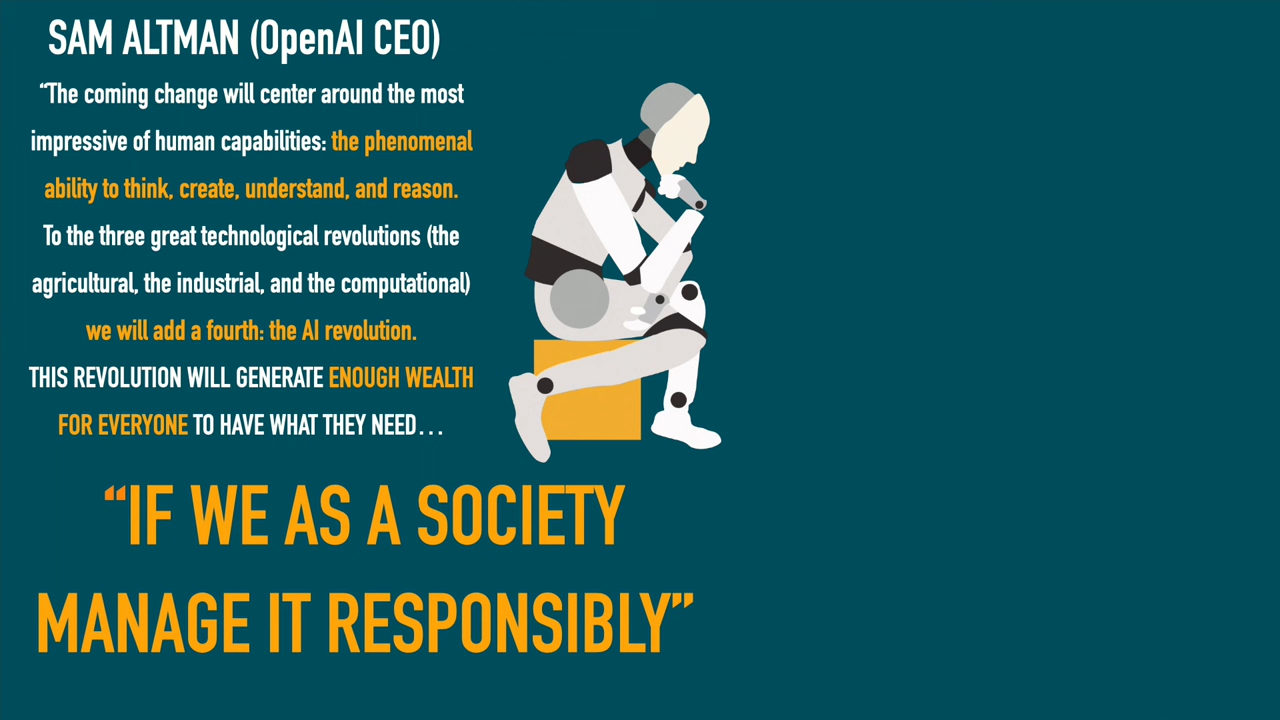 SAM ALTMAN (OpenAI CEO)
“The coming change will center around the most
impressive of human capabilities: the phenomenal
ability to think, create, understand, and reason.
To the three great technological revolutions (the
agricultural, the industrial, and the computational)
we will add a fourth: the AI revolution.
THIS REVOLUTION WILL GENERATE ENOUGH WEALTH
FOR EVERYONE TO HAVE WHAT THEY NEED...
“IF WE AS A SOCIETY
MANAGE IT RESPONSIBLY”